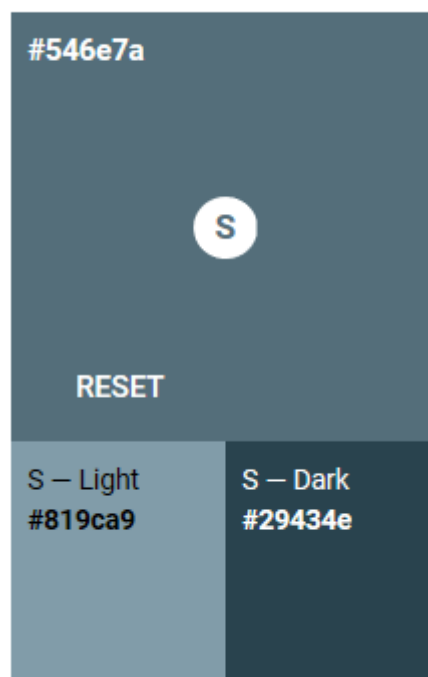 #546e7a
S
RESET
S — Light
#819ca9
S — Dark
#29434e